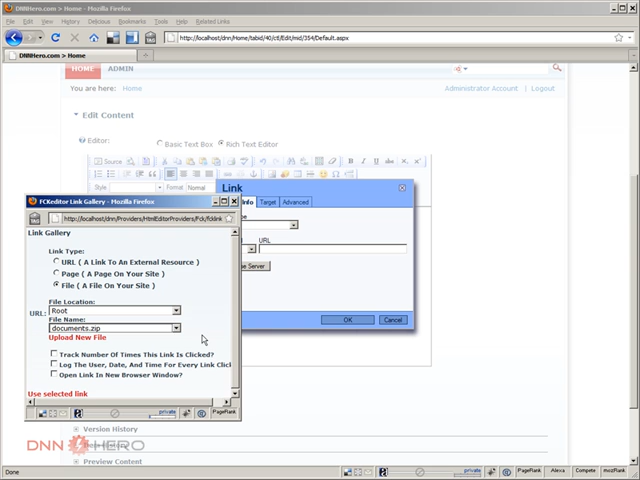 DNNHero.com > Home - Mozilla Firefox
File Edit View History Delicious Bookmarks Tools Help Related Links
http://localhost/dnn/Home/tabid/40/ctl/Edit/mid/354/Default.aspx
DNNHero.com > Home
HOME ADMIN
You are here: Home
Administrator Account | Logout
Edit Content
Editor: Basic Text Box Rich Text Editor
Source
Style Format Normal
Link
Info Target Advanced
URL
Server
OK Cancel
FCKeditor Link Gallery - Mozilla Firefox
http://localhost/dnn/Providers/HtmlEditorProviders/Fck/fcklink
Link Gallery
Link Type:
URL ( A Link To An External Resource )
Page ( A Page On Your Site )
File ( A File On Your Site )
File Location:
URL: Root
File Name:
documents.zip
Upload New File
Track Number Of Times This Link Is Clicked?
Log The User, Date, And Time For Every Link Click
Open Link In New Browser Window?
Use selected link
private PageRank
Version History
DNN HERO
Preview Content
Done
private PageRank Alexa Compete mozRank